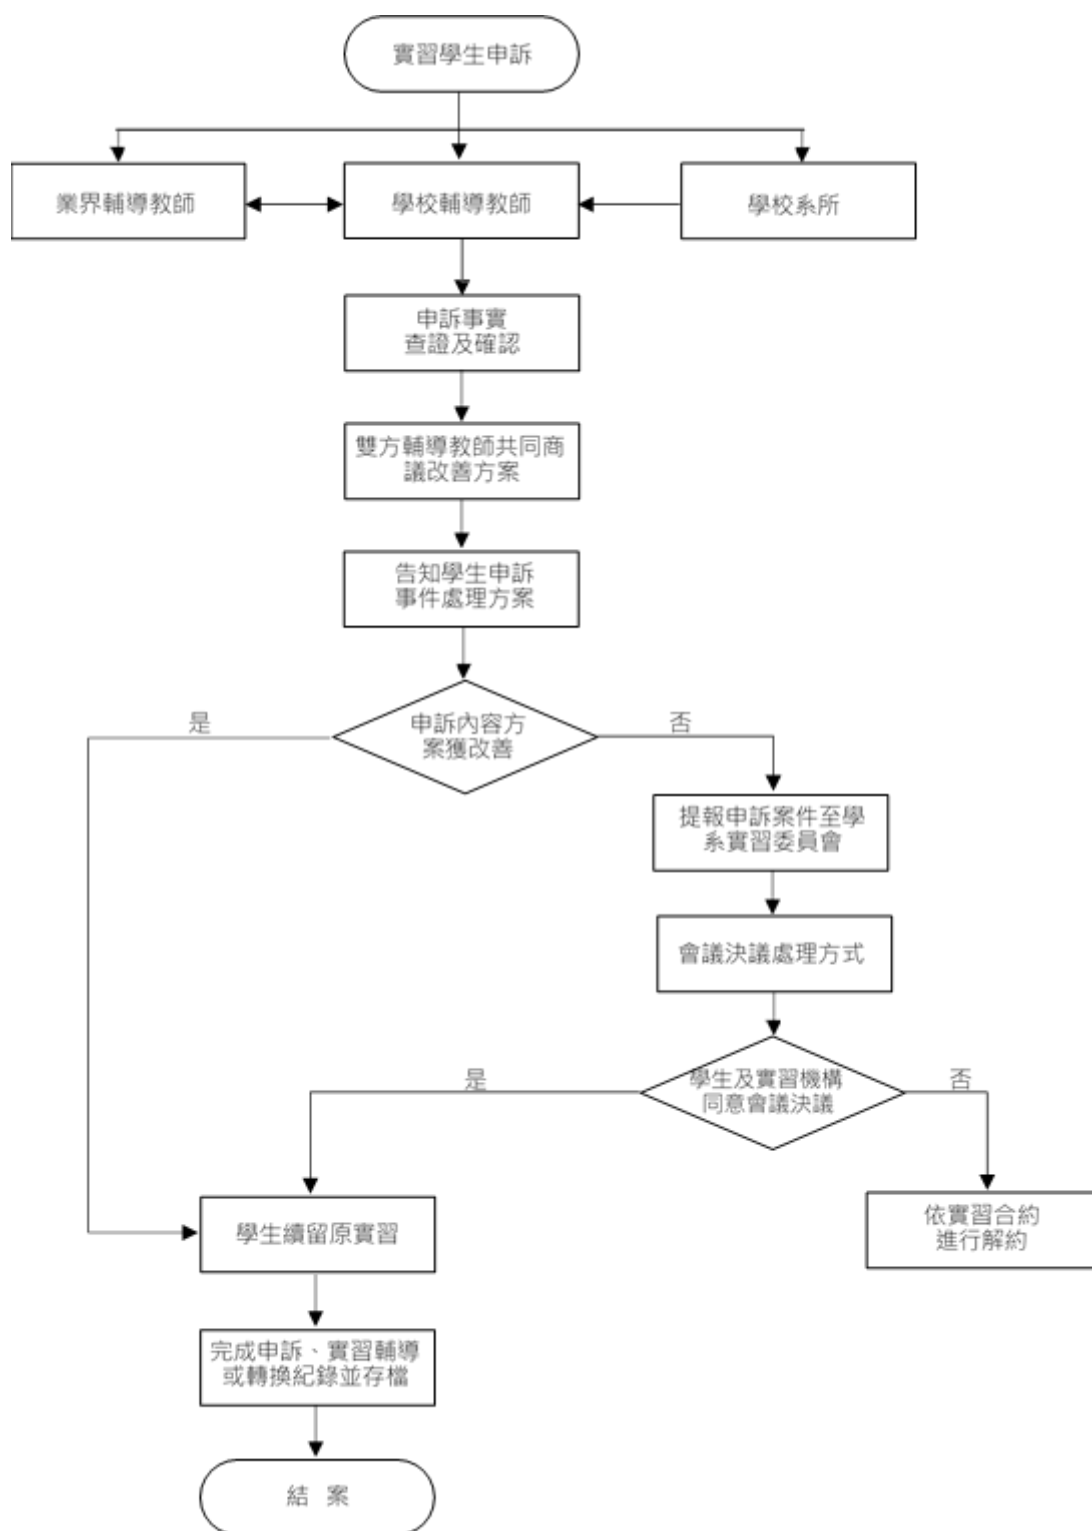 實習學生申訴
業界輔導教師
學校輔導教師
學校系所
申訴事實
查證及確認
雙方輔導教師共同商
議改善方案
告知學生申訴
事件處理方案
申訴內容方
案獲改善
是
否
提報申訴案件至學
系實習委員會
會議決議處理方式
學生及實習機構
同意會議決議
是
否
學生續留原實習
依實習合約
進行解約
完成申訴、實習輔導
或轉換紀錄並存檔
結 案